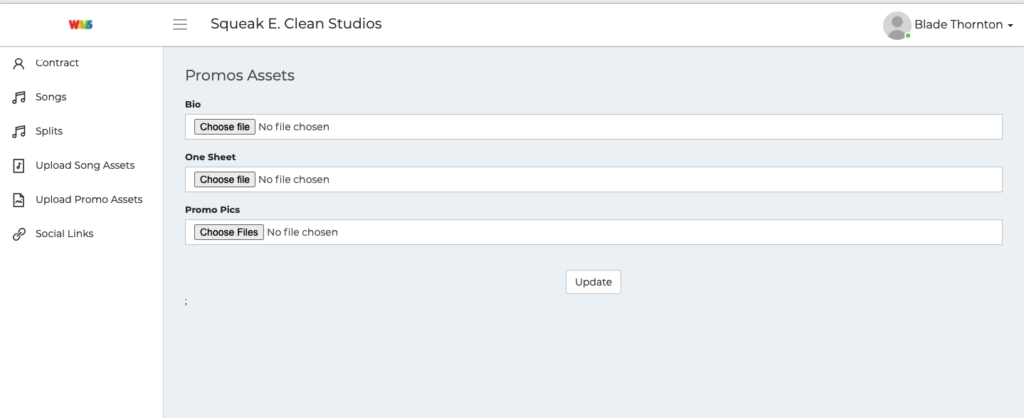 Squeak E. Clean Studios
Blade Thornton
Contract
Songs
Splits
Upload Song Assets
Upload Promo Assets
Social Links
Promos Assets
Bio
Choose file No file chosen
One Sheet
Choose file No file chosen
Promo Pics
Choose Files No file chosen
Update
;